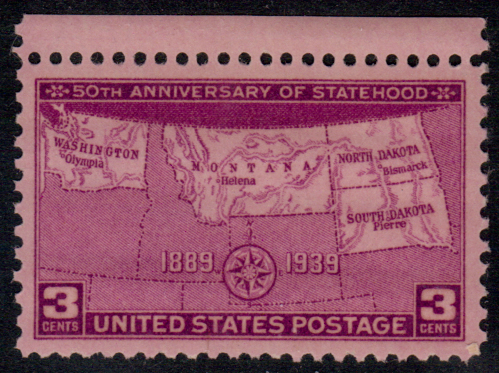 50TH ANNIVERSARY OF STATEHOOD
WASHINGTON
Olympia
MONTANA
Helena
NORTH DAKOTA
Bismarck
SOUTH DAKOTA
Pierre
1889 1939
3 CENTS
3 CENTS
UNITED STATES POSTAGE